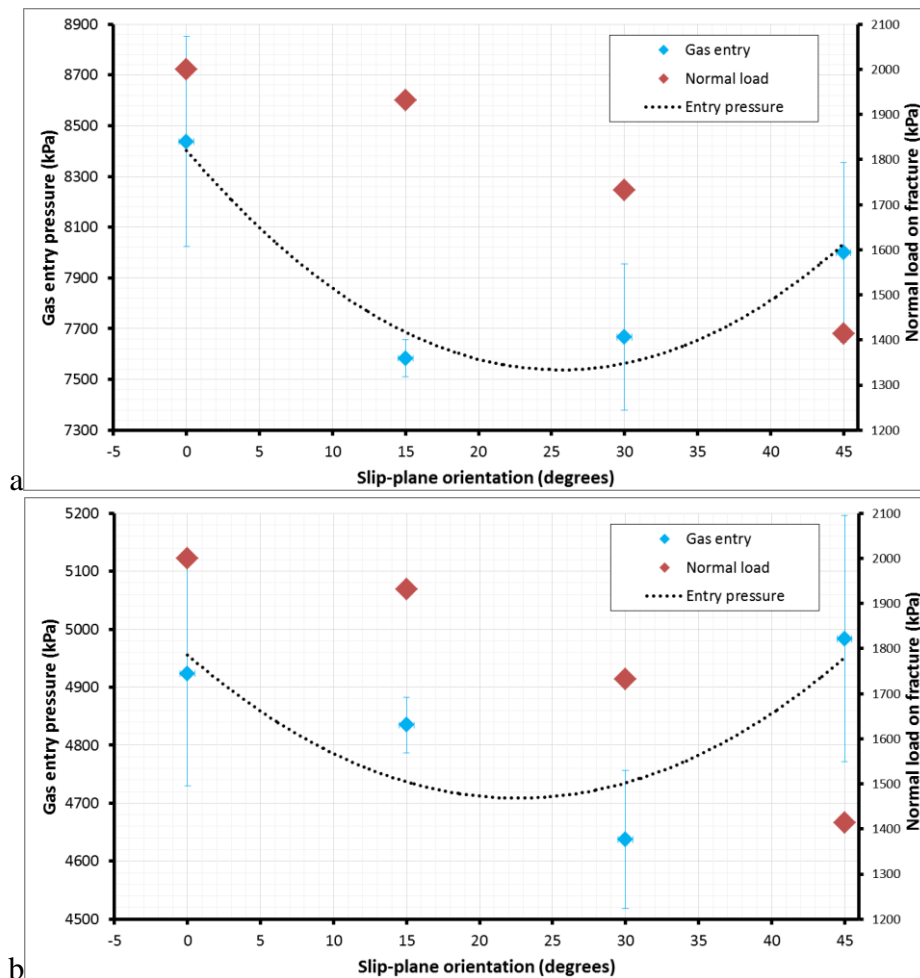 8900
8700
8500
8300
8100
7900
7700
7500
7300
Gas entry pressure (kPa)
2100
2000
1900
1800
1700
1600
1500
1400
1300
1200
Normal load on fracture (kPa)
Gas entry
Normal load
Entry pressure
-5 0 5 10 15 20 25 30 35 40 45
Slip-plane orientation (degrees)
a
5200
5100
5000
4900
4800
4700
4600
4500
Gas entry pressure (kPa)
2100
2000
1900
1800
1700
1600
1500
1400
1300
1200
Normal load on fracture (kPa)
Gas entry
Normal load
Entry pressure
-5 0 5 10 15 20 25 30 35 40 45
Slip-plane orientation (degrees)
b